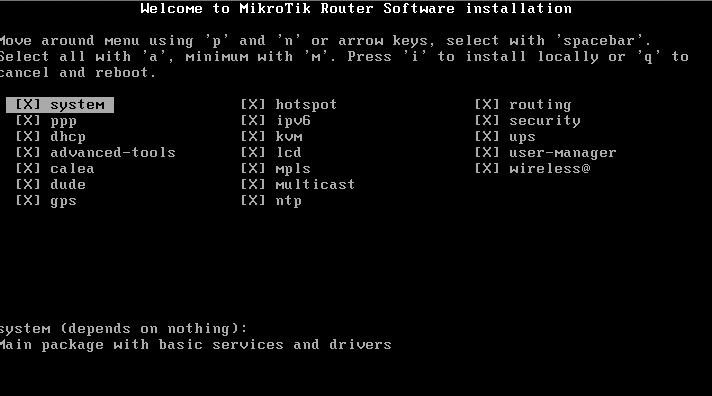 Welcome to MikroTik Router Software installation
Move around menu using 'p' and 'n' or arrow keys, select with 'spacebar'.
Select all with 'a', minimum with 'm'. Press 'i' to install locally or 'q' to
cancel and reboot.
[X] system [X] hotspot [X] routing
[X] ppp [X] ipv6 [X] security
[X] dhcp [X] kvm [X] ups
[X] advanced-tools [X] lcd [X] user-manager
[X] calea [X] mpls [X] wireless@
[X] dude [X] multicast
[X] gps [X] ntp
system (depends on nothing):
Main package with basic services and drivers